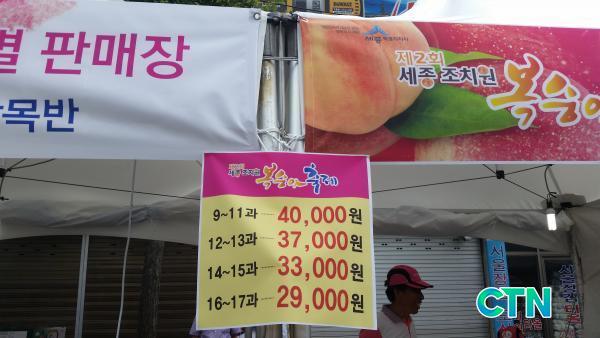 별 판매장
목반
제2회
세종 조치원 복숭아
세종 조치원 복숭아 축제
9~11과 40,000원
12~13과 37,000원
14~15과 33,000원
16~17과 29,000원
CTN